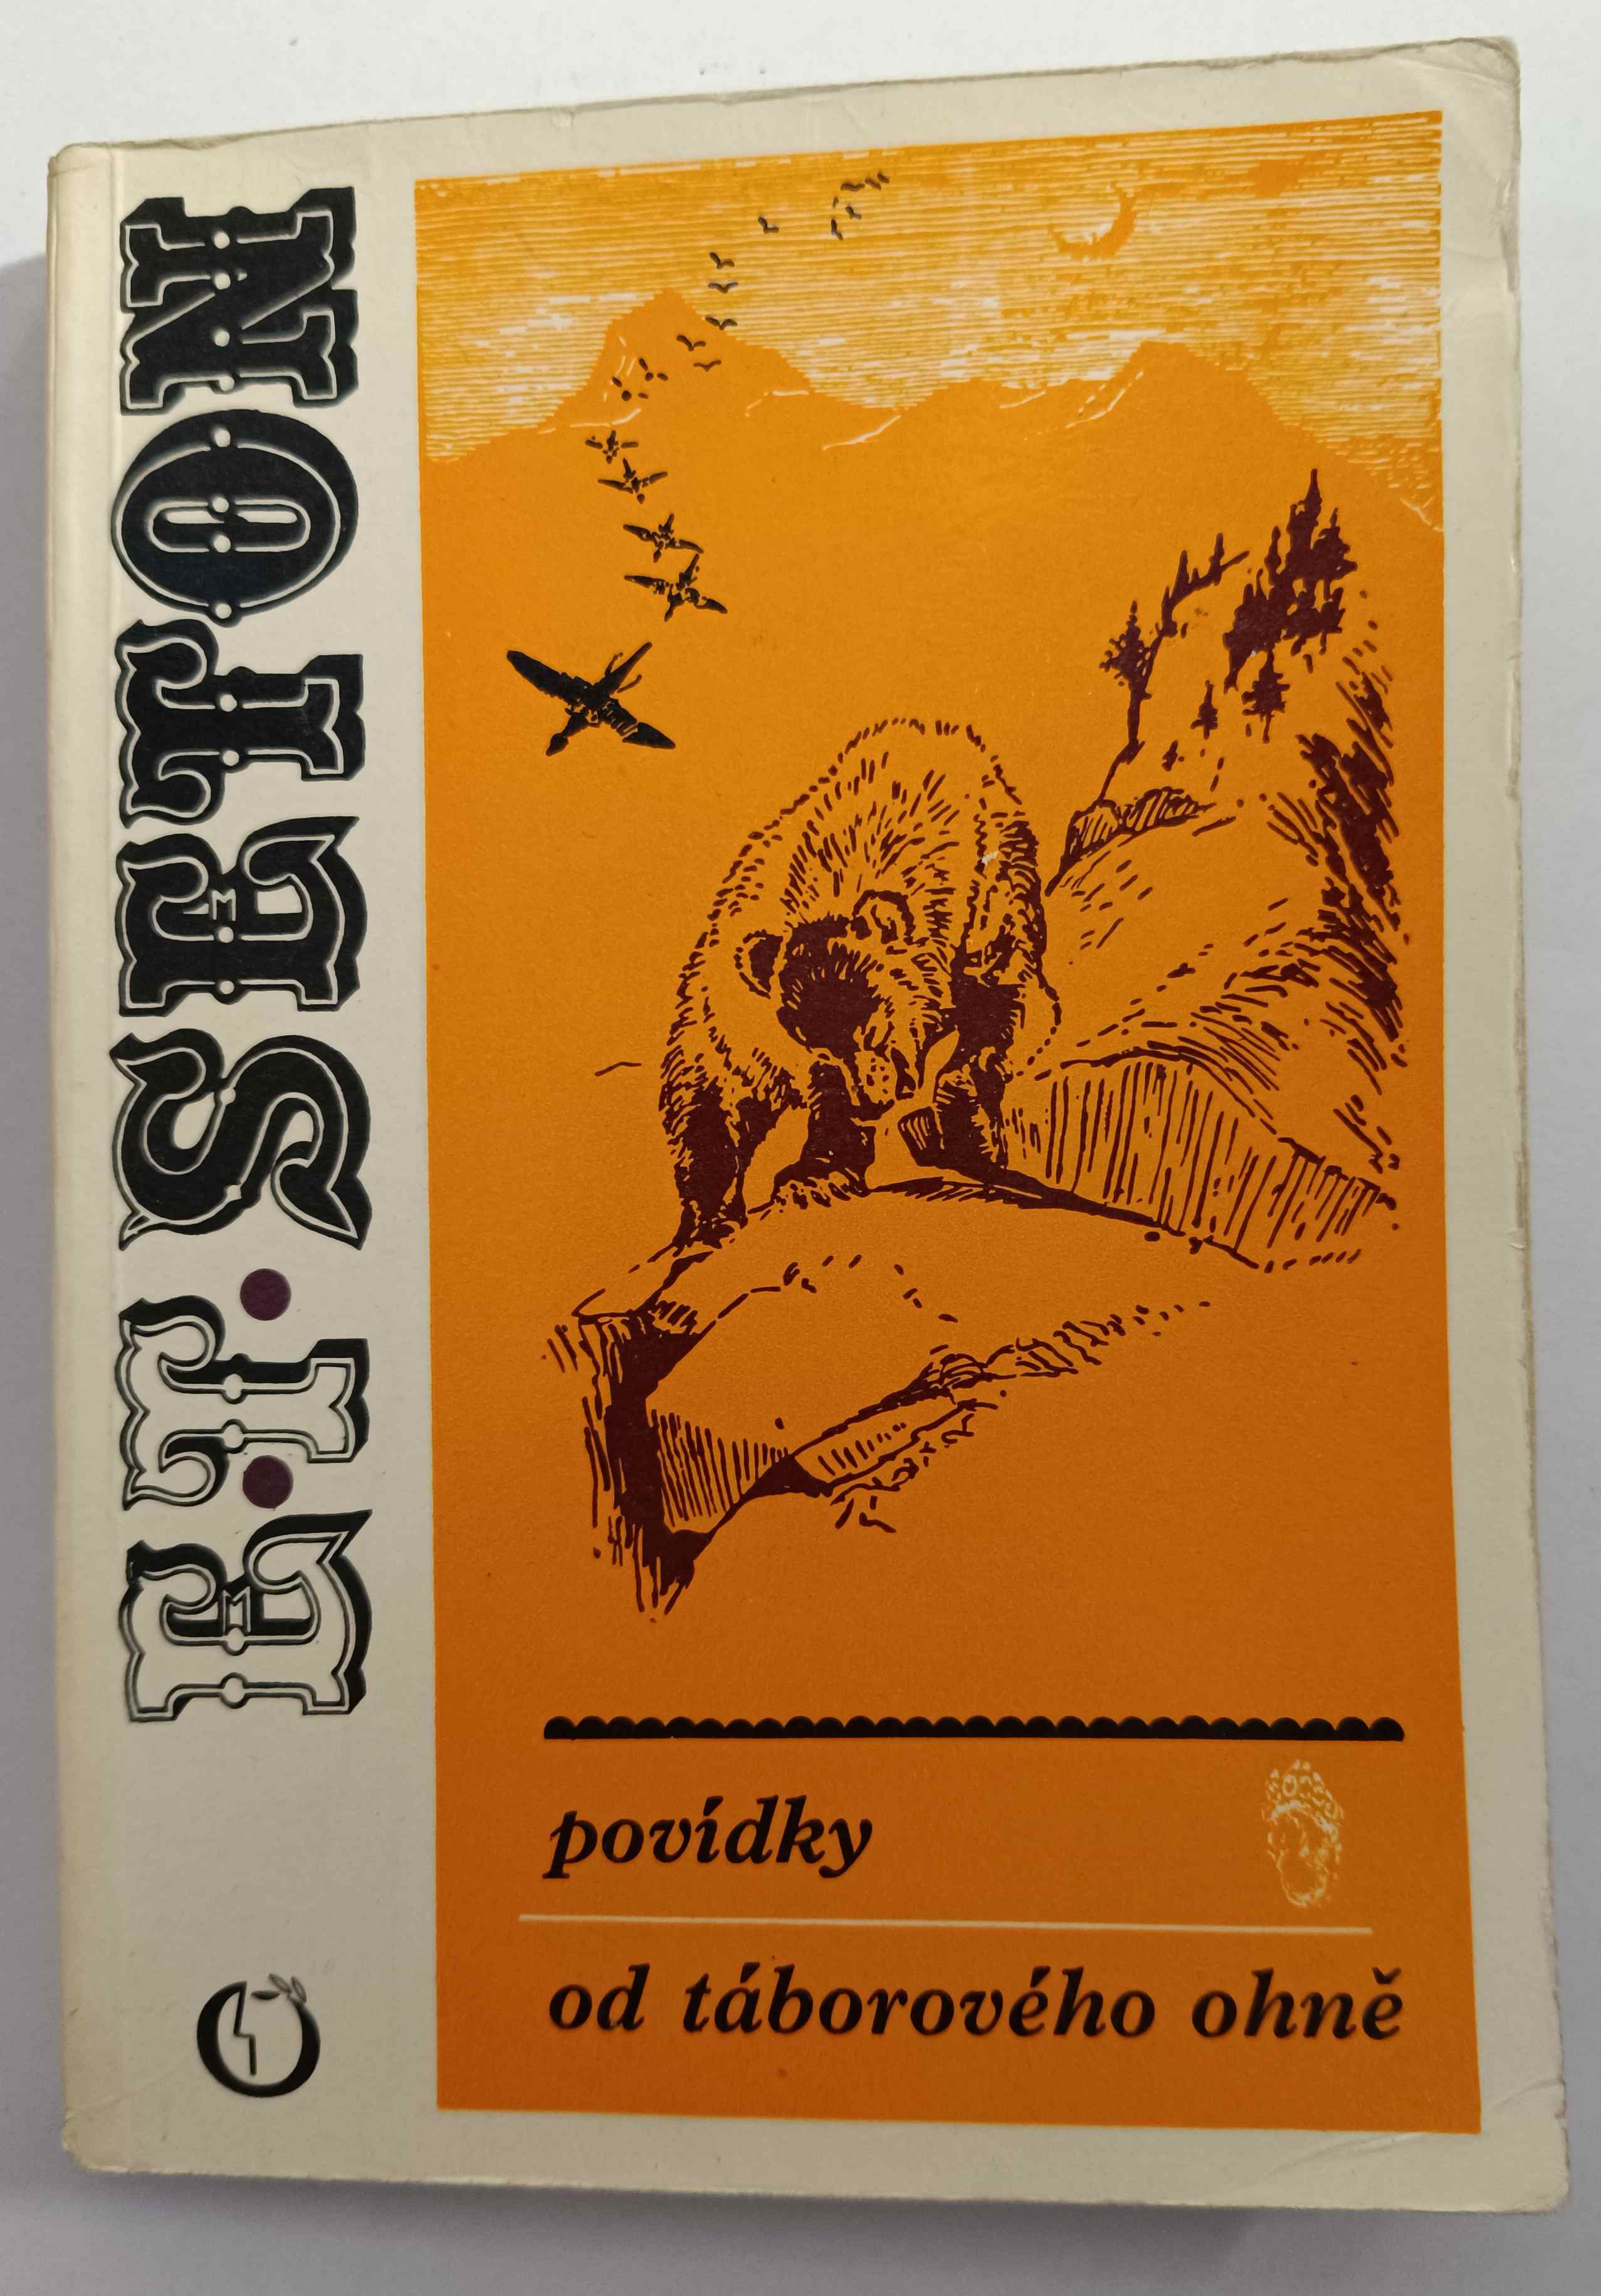 E.T.SETON
povídky
od táborového ohně